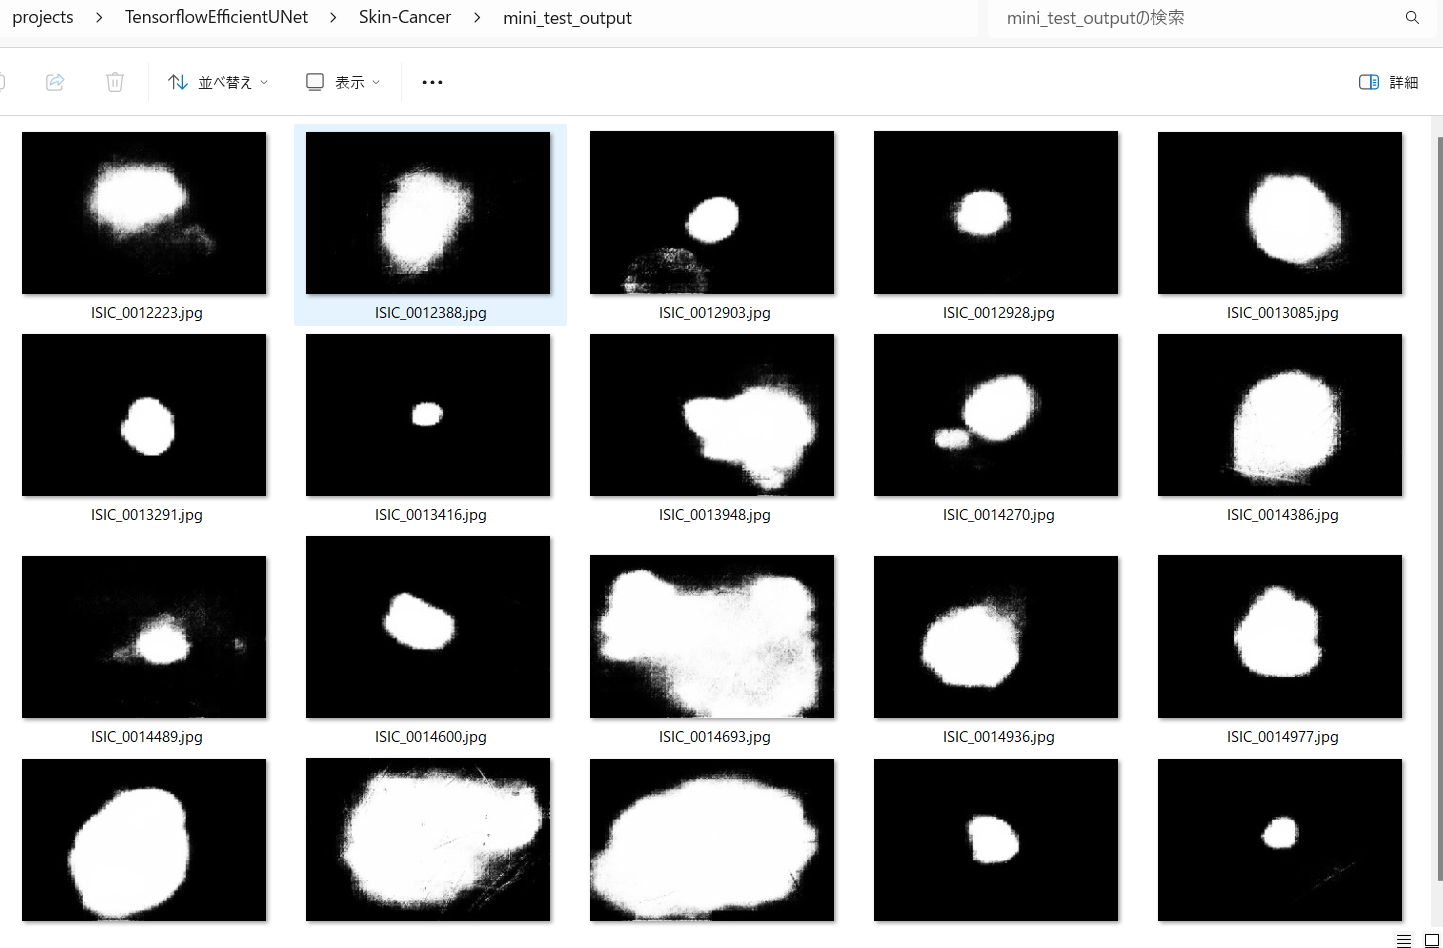 projects > TensorflowEfficientUNet > Skin-Cancer > mini_test_output
mini_test_outputの検索
並べ替え
表示
詳細
ISIC_0012223.jpg
ISIC_0012388.jpg
ISIC_0012903.jpg
ISIC_0012928.jpg
ISIC_0013085.jpg
ISIC_0013291.jpg
ISIC_0013416.jpg
ISIC_0013948.jpg
ISIC_0014270.jpg
ISIC_0014386.jpg
ISIC_0014489.jpg
ISIC_0014600.jpg
ISIC_0014693.jpg
ISIC_0014936.jpg
ISIC_0014977.jpg